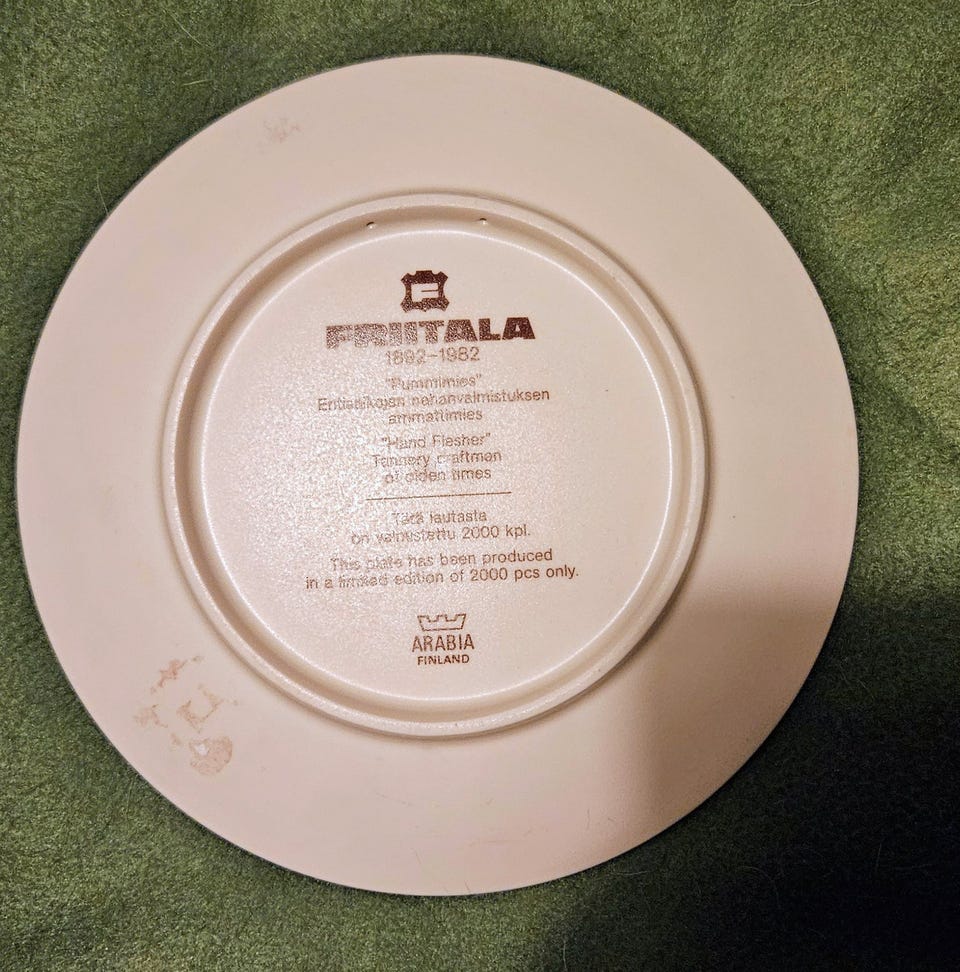 F
FRIITALA
1892-1982
"Pummimies"
Entisaikojen nahanvalmistuksen
ammattimies
"Hand Flesher"
Tannery craftman
of olden times
Tätä lautasta
on valmistettu 2000 kpl.
This plate has been produced
in a limited edition of 2000 pcs only.
ARABIA
FINLAND